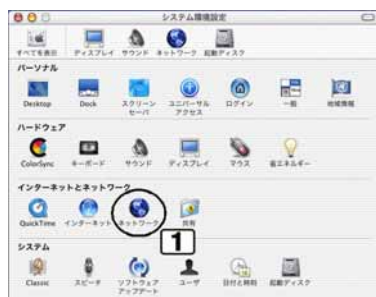 システム環境設定
すべてを表示 ディスプレイ サウンド ネットワーク 起動ディスク
パーソナル
Desktop Dock スクリーンセーバ ユニバーサルアクセス ログイン 一般 地域情報
ハードウェア
ColorSync キーボード サウンド ディスプレイ マウス 省エネルギー
インターネットとネットワーク
QuickTime インターネット ネットワーク 共有
1
システム
Classic スピーチ ソフトウェアアップデート ユーザ 日付と時刻 起動ディスク